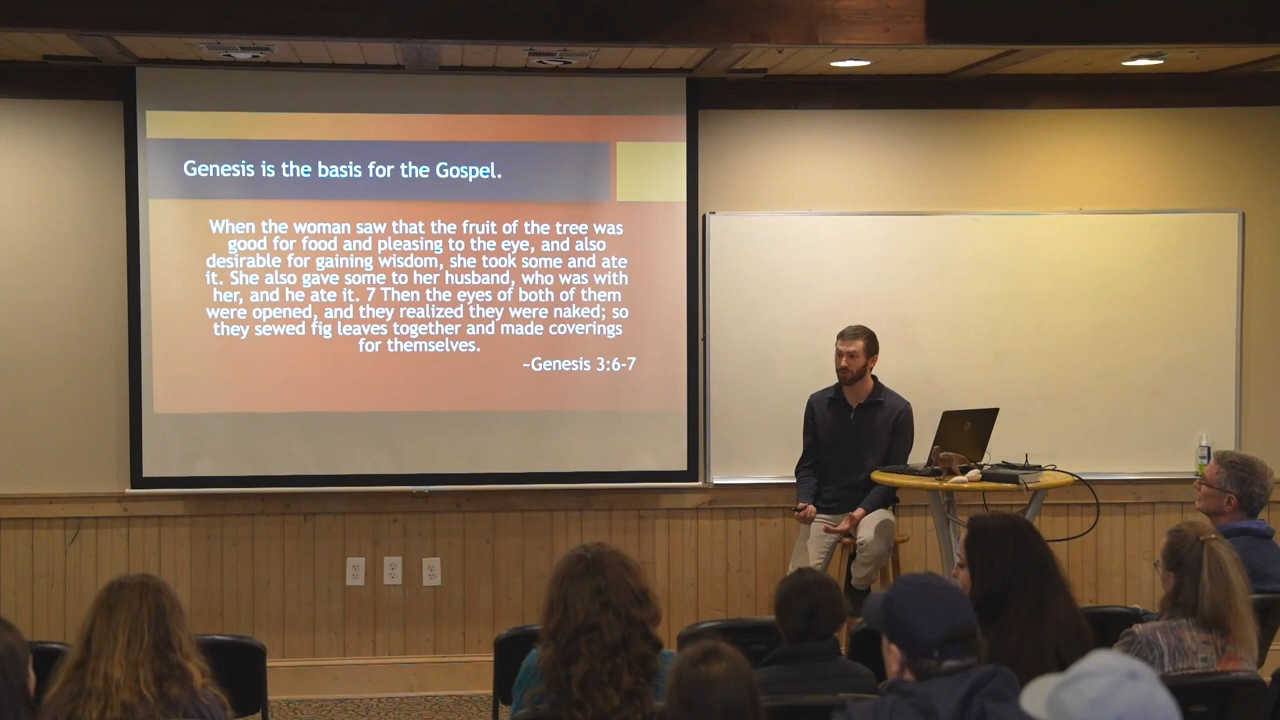 Genesis is the basis for the Gospel.
When the woman saw that the fruit of the tree was
good for food and pleasing to the eye, and also
desirable for gaining wisdom, she took some and ate
it. She also gave some to her husband, who was with
her, and he ate it. 7 Then the eyes of both of them
were opened, and they realized they were naked; so
they sewed fig leaves together and made coverings
for themselves.
~Genesis 3:6-7